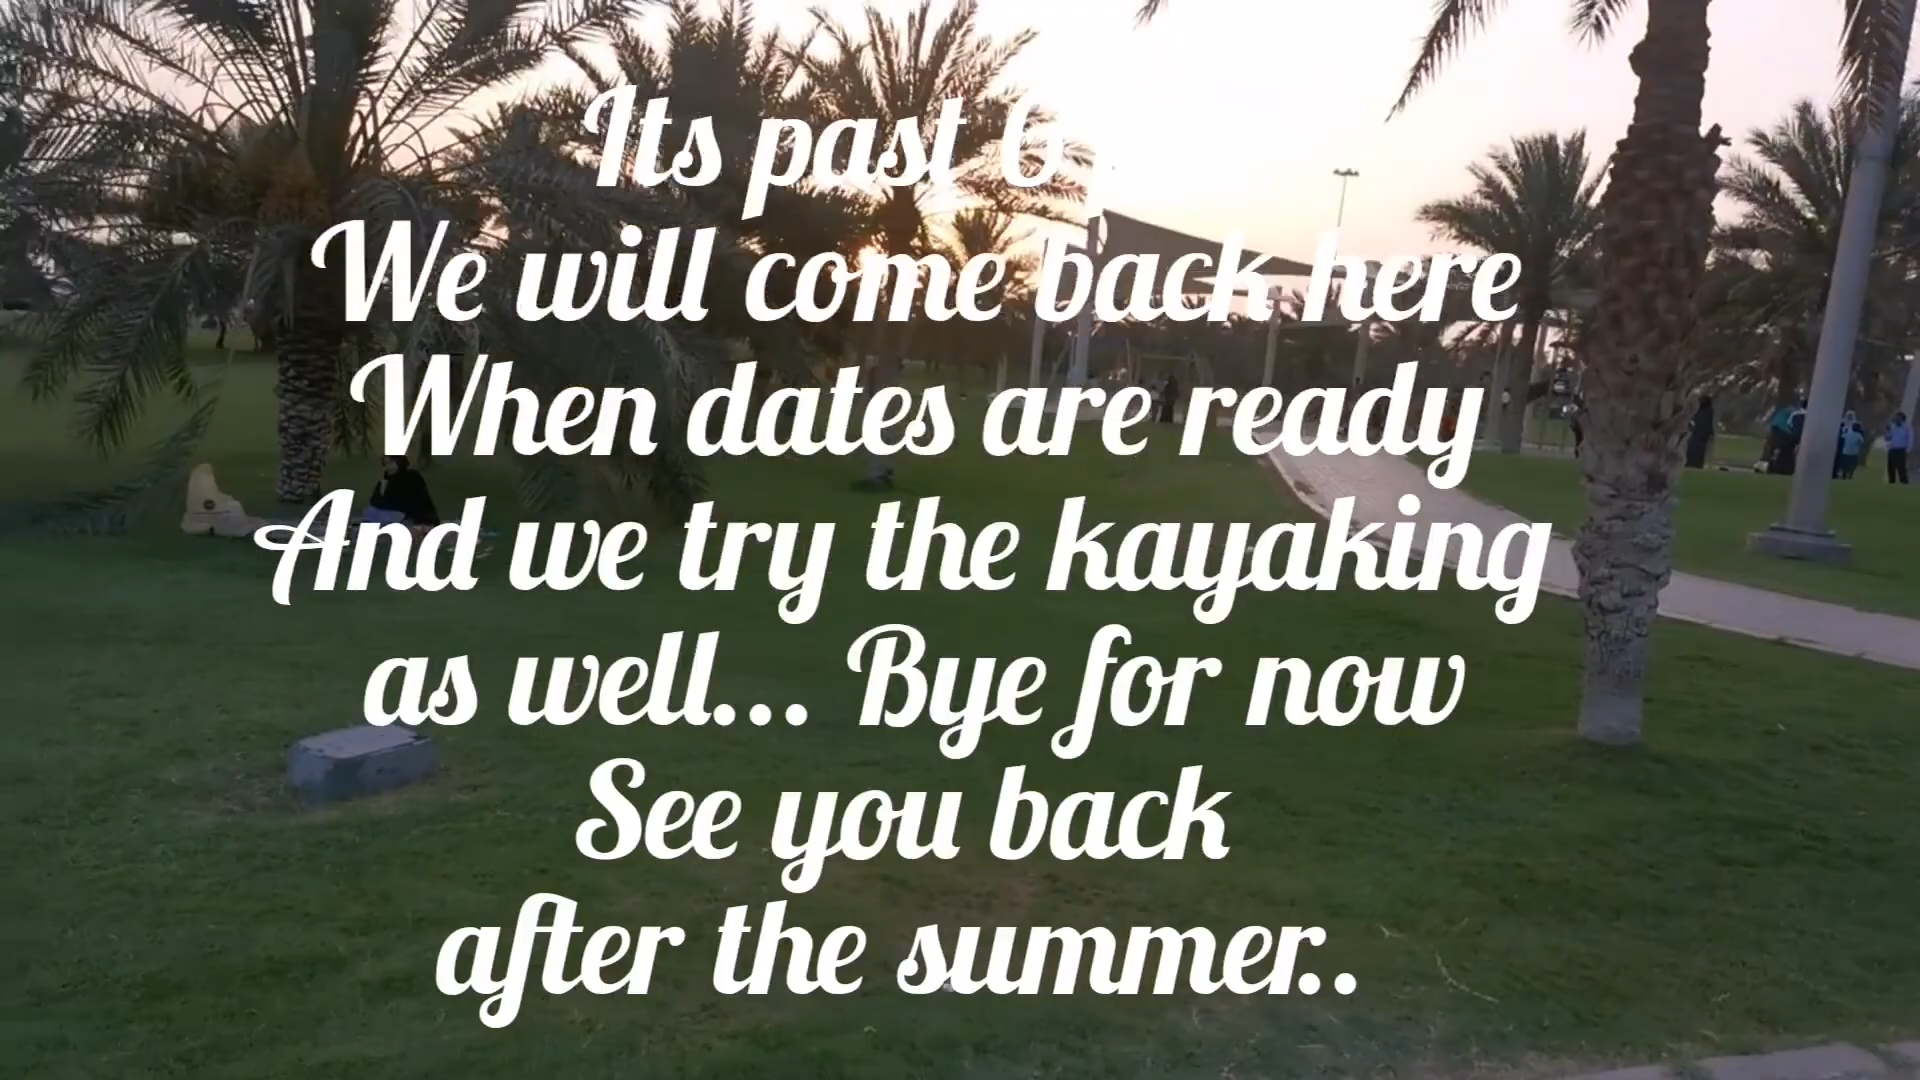 Its past 6
We will come back here
When dates are ready
And we try the kayaking
as well... Bye for now
See you back
after the summer..